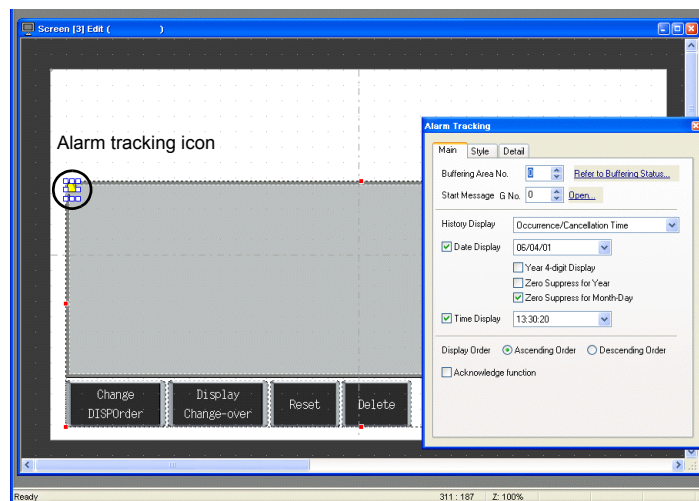 Screen [3] Edit ( )
Alarm tracking icon
Alarm Tracking
Main Style Detail
Buffering Area No. 0 Refer to Buffering Status...
Start Message G No. 0 Open...
History Display Occurrence/Cancellation Time
Date Display 06/04/01
Year 4-digit Display
Zero Suppress for Year
Zero Suppress for Month-Day
Time Display 13:30:20
Display Order Ascending Order Descending Order
Acknowledge function
Change
DISPOrder
Display
Change-over
Reset
Delete
Ready 311 : 187 Z: 100%